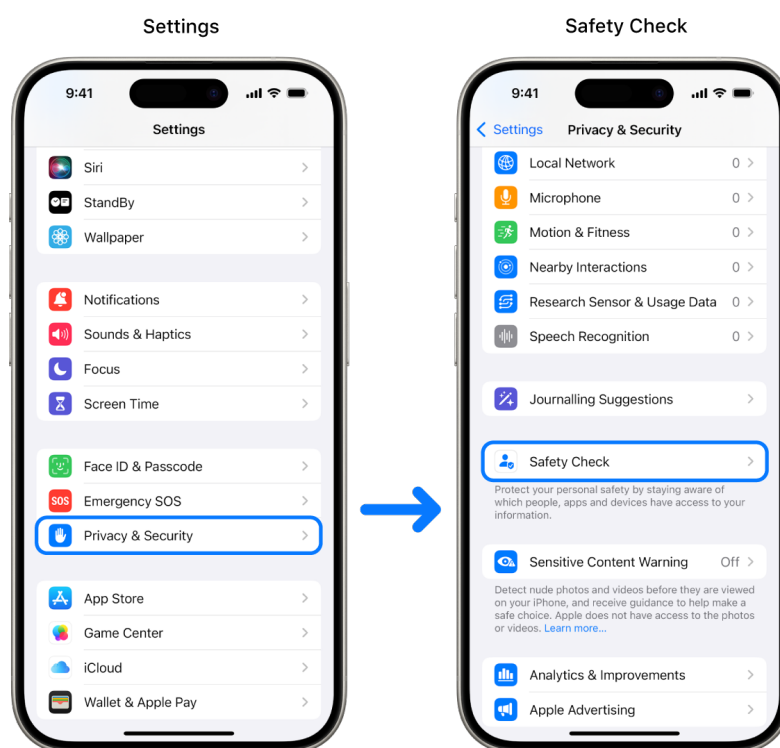 Settings
9:41
Settings
Siri
StandBy
Wallpaper
Notifications
Sounds & Haptics
Focus
Screen Time
Face ID & Passcode
SOS Emergency SOS
Privacy & Security
App Store
Game Center
iCloud
Wallet & Apple Pay
Safety Check
9:41
Settings Privacy & Security
Local Network 0
Microphone 0
Motion & Fitness 0
Nearby Interactions 0
Research Sensor & Usage Data 0
Speech Recognition 0
Journalling Suggestions
Safety Check
Protect your personal safety by staying aware of
which people, apps and devices have access to your
information.
Sensitive Content Warning Off
Detect nude photos and videos before they are viewed
on your iPhone, and receive guidance to help make a
safe choice. Apple does not have access to the photos
or videos. Learn more...
Analytics & Improvements
Apple Advertising